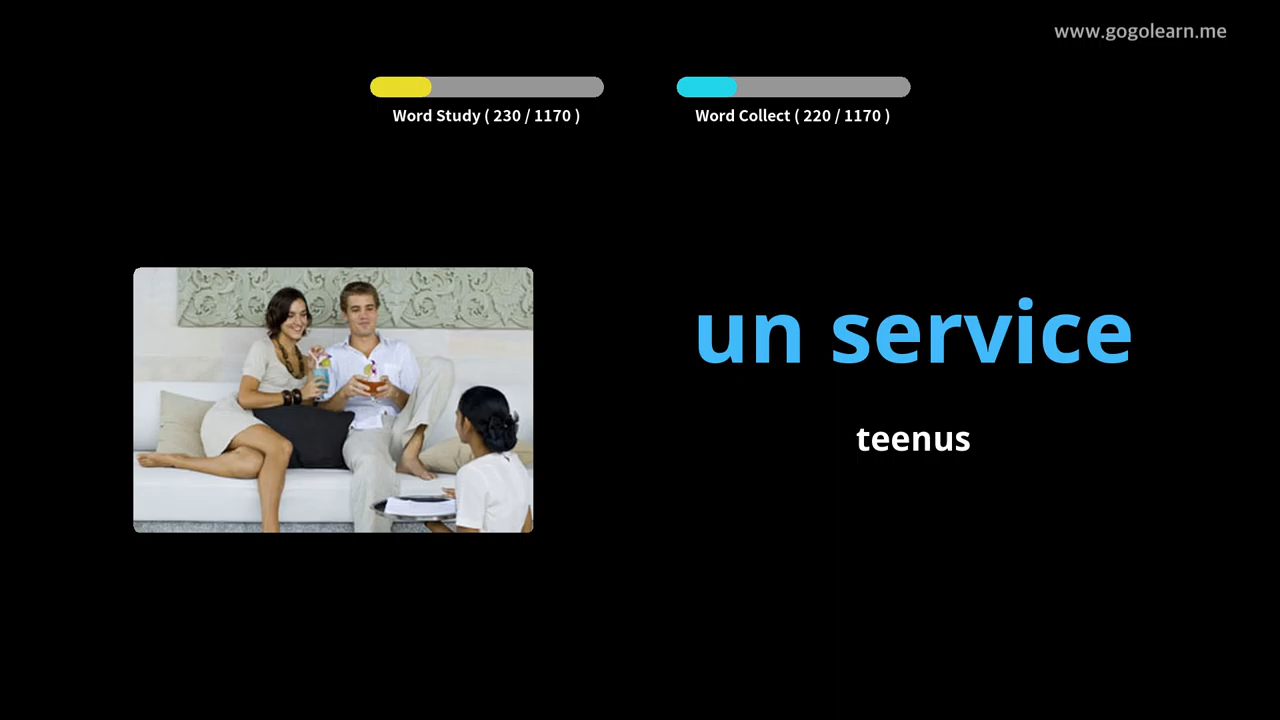 www.gogolearn.me
Word Study ( 230 / 1170 )
Word Collect ( 220 / 1170 )
un service
teenus